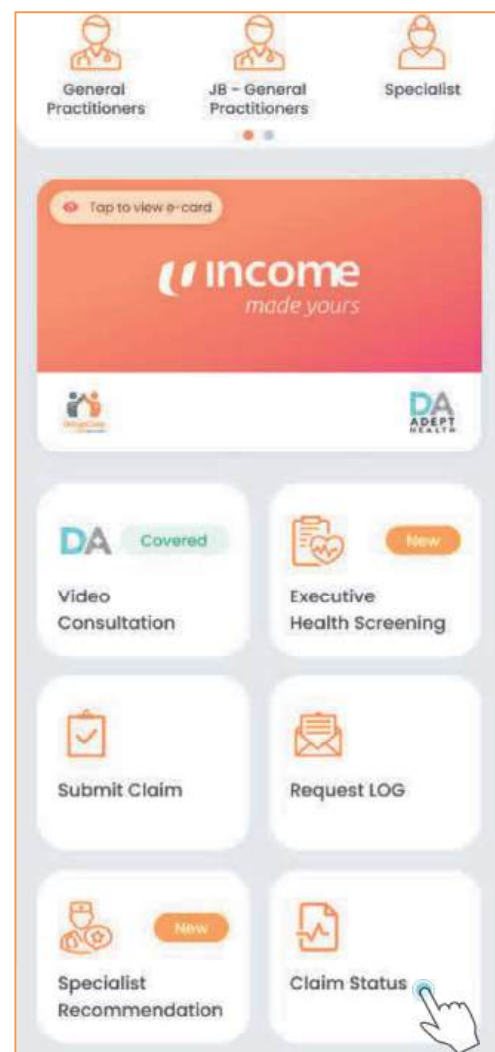 General
Practitioners
JB - General
Practitioners
Specialist
Tap to view e-card
income
made yours
DA
ADEPT
HEALTH
DA
Covered
Video
Consultation
New
Executive
Health Screening
Submit Claim
Request LOG
New
Specialist
Recommendation
Claim Status